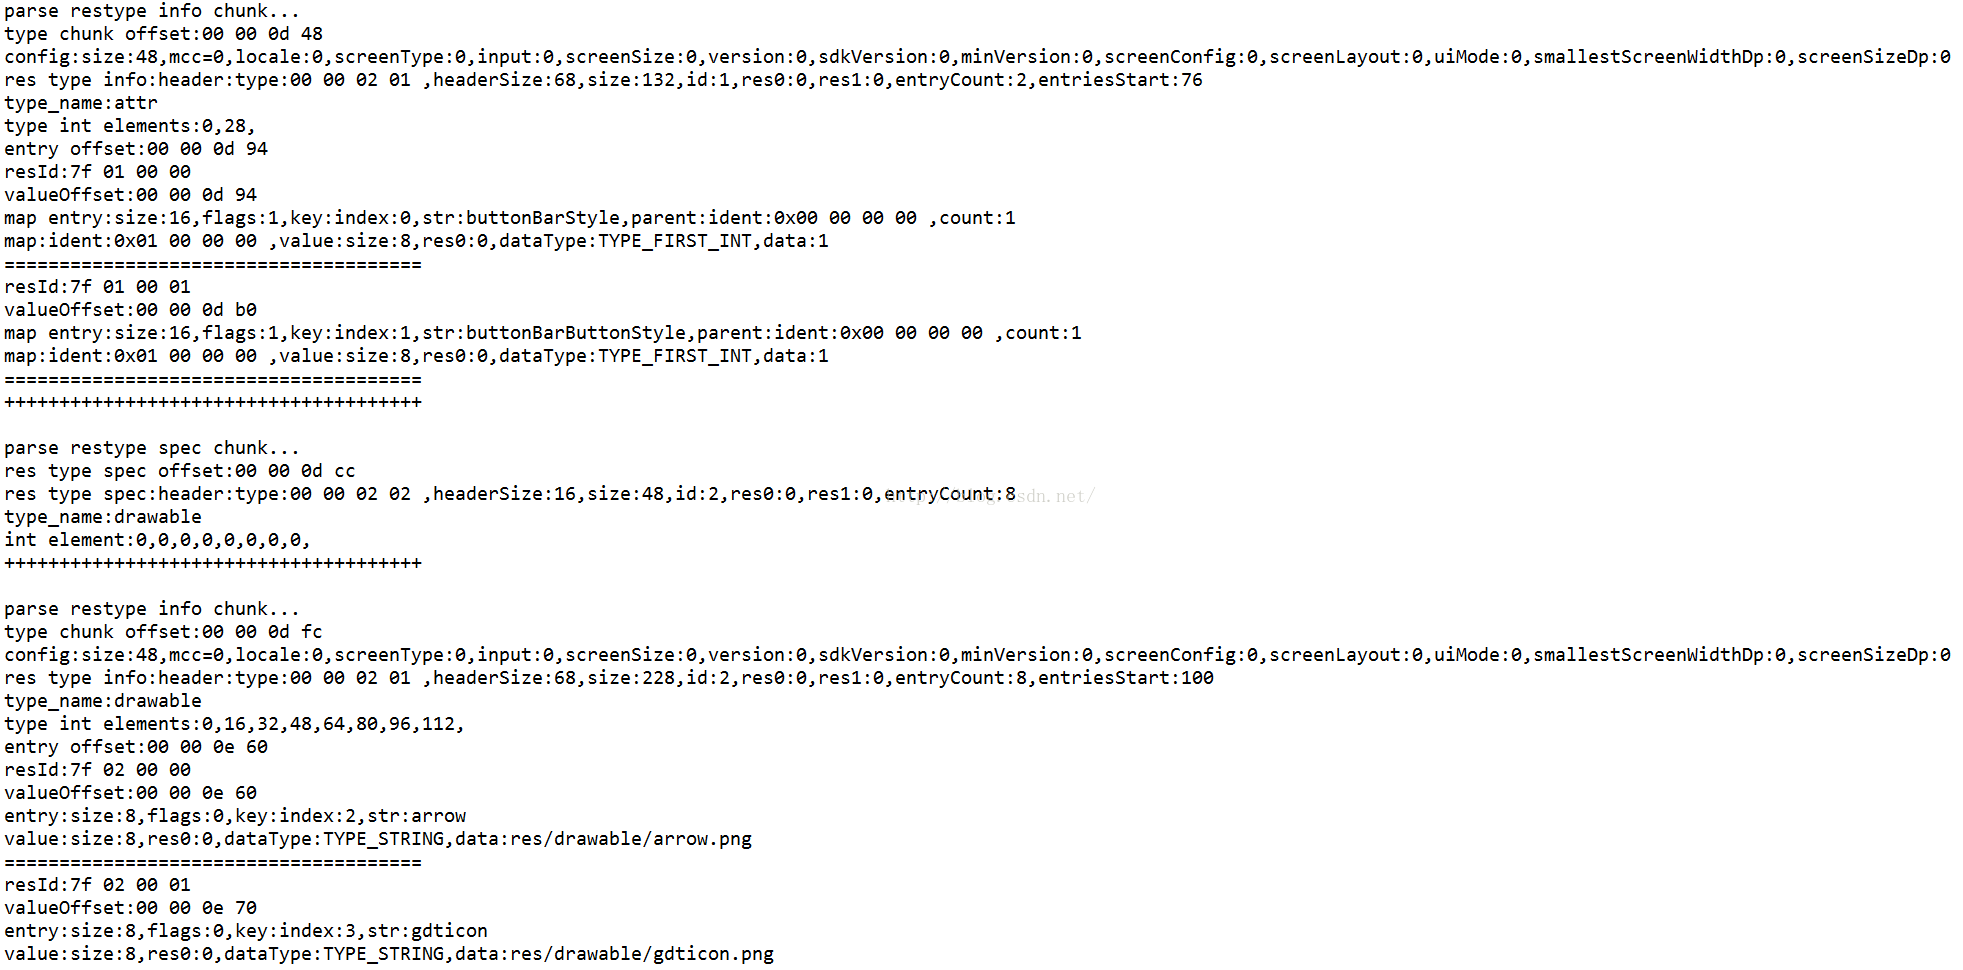 parse restype info chunk...
type chunk offset:00 00 0d 48
config:size:48,mcc=0,locale:0,screenType:0,input:0,screenSize:0,version:0,sdkVersion:0,minVersion:0,screenConfig:0,screenLayout:0,uiMode:0,smallestScreenWidthDp:0,screenSizeDp:0
res type info:header:type:00 00 02 01 ,headerSize:68,size:132,id:1,res0:0,res1:0,entryCount:2,entriesStart:76
type_name:attr
type int elements:0,28,
entry offset:00 00 0d 94
resId:7f 01 00 00
valueOffset:00 00 0d 94
map entry:size:16,flags:1,key:index:0,str:buttonBarStyle,parent:ident:0x00 00 00 00 ,count:1
map:ident:0x01 00 00 00 ,value:size:8,res0:0,dataType:TYPE_FIRST_INT,data:1
======================================
resId:7f 01 00 01
valueOffset:00 00 0d b0
map entry:size:16,flags:1,key:index:1,str:buttonBarButtonStyle,parent:ident:0x00 00 00 00 ,count:1
map:ident:0x01 00 00 00 ,value:size:8,res0:0,dataType:TYPE_FIRST_INT,data:1
======================================
++++++++++++++++++++++++++++++++++++++
parse restype spec chunk...
res type spec offset:00 00 0d cc
res type spec:header:type:00 00 02 02 ,headerSize:16,size:48,id:2,res0:0,res1:0,entryCount:8
type_name:drawable
int element:0,0,0,0,0,0,0,0,
++++++++++++++++++++++++++++++++++++++
parse restype info chunk...
type chunk offset:00 00 0d fc
config:size:48,mcc=0,locale:0,screenType:0,input:0,screenSize:0,version:0,sdkVersion:0,minVersion:0,screenConfig:0,screenLayout:0,uiMode:0,smallestScreenWidthDp:0,screenSizeDp:0
res type info:header:type:00 00 02 01 ,headerSize:68,size:228,id:2,res0:0,res1:0,entryCount:8,entriesStart:100
type_name:drawable
type int elements:0,16,32,48,64,80,96,112,
entry offset:00 00 0e 60
resId:7f 02 00 00
valueOffset:00 00 0e 60
entry:size:8,flags:0,key:index:2,str:arrow
value:size:8,res0:0,dataType:TYPE_STRING,data:res/drawable/arrow.png
======================================
resId:7f 02 00 01
valueOffset:00 00 0e 70
entry:size:8,flags:0,key:index:3,str:gdticon
value:size:8,res0:0,dataType:TYPE_STRING,data:res/drawable/gdticon.png